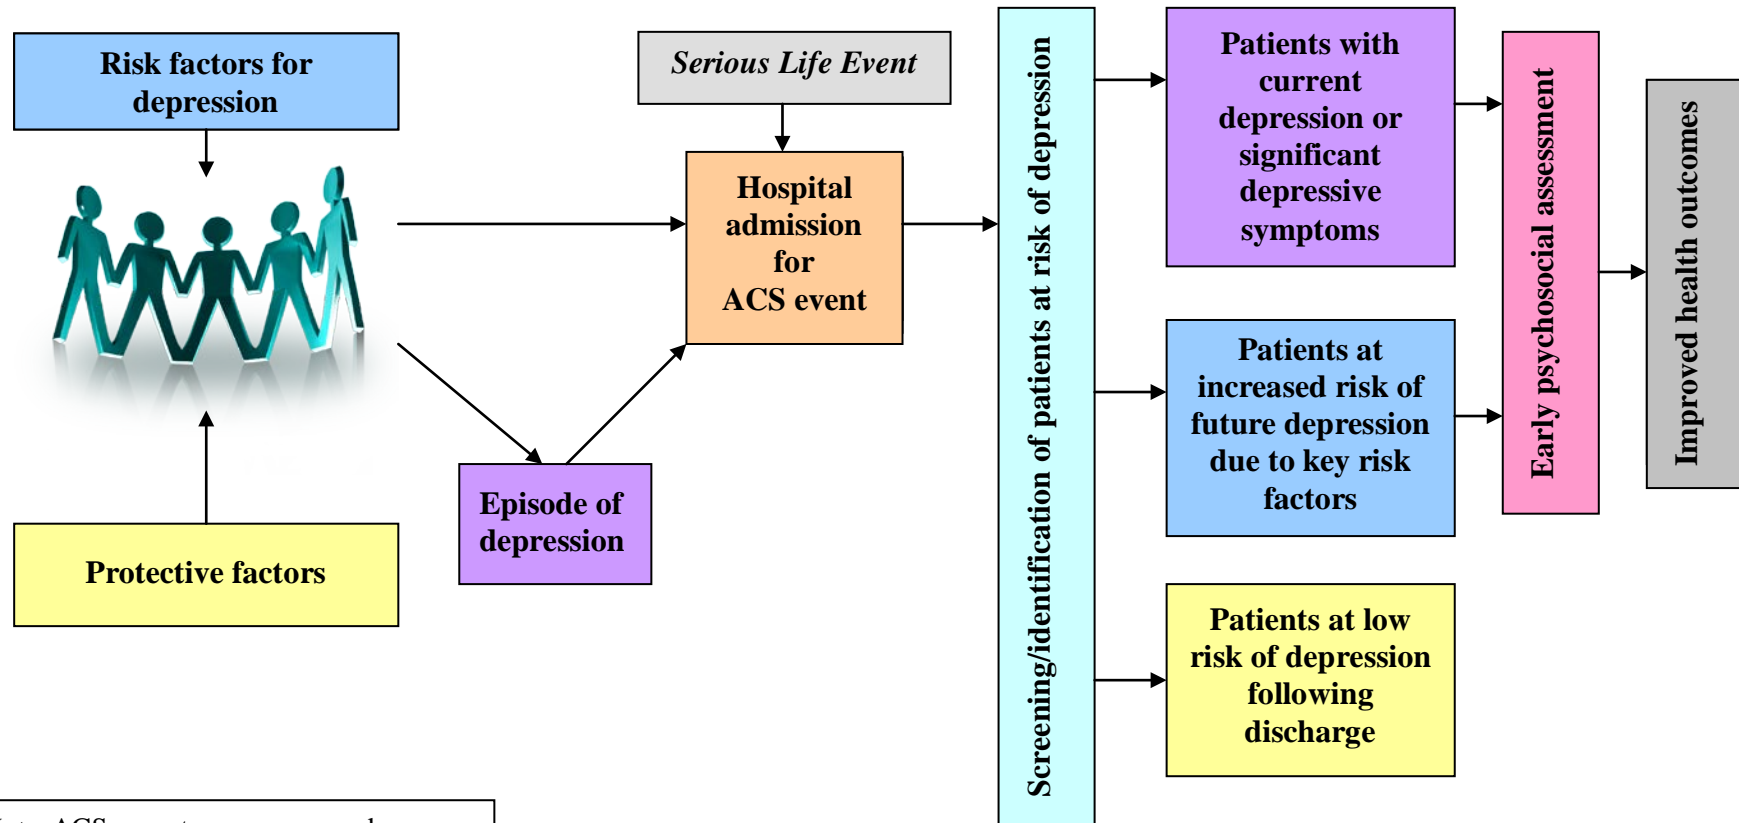 Risk factors for
depression
Serious Life Event
Hospital
admission
for
ACS event
Episode of
depression
Protective factors
Screening/identification of patients at risk of depression
Patients with
current
depression or
significant
depressive
symptoms
Patients at
increased risk of
future depression
due to key risk
factors
Patients at low
risk of depression
following
discharge
Early psychosocial assessment
Improved health outcomes